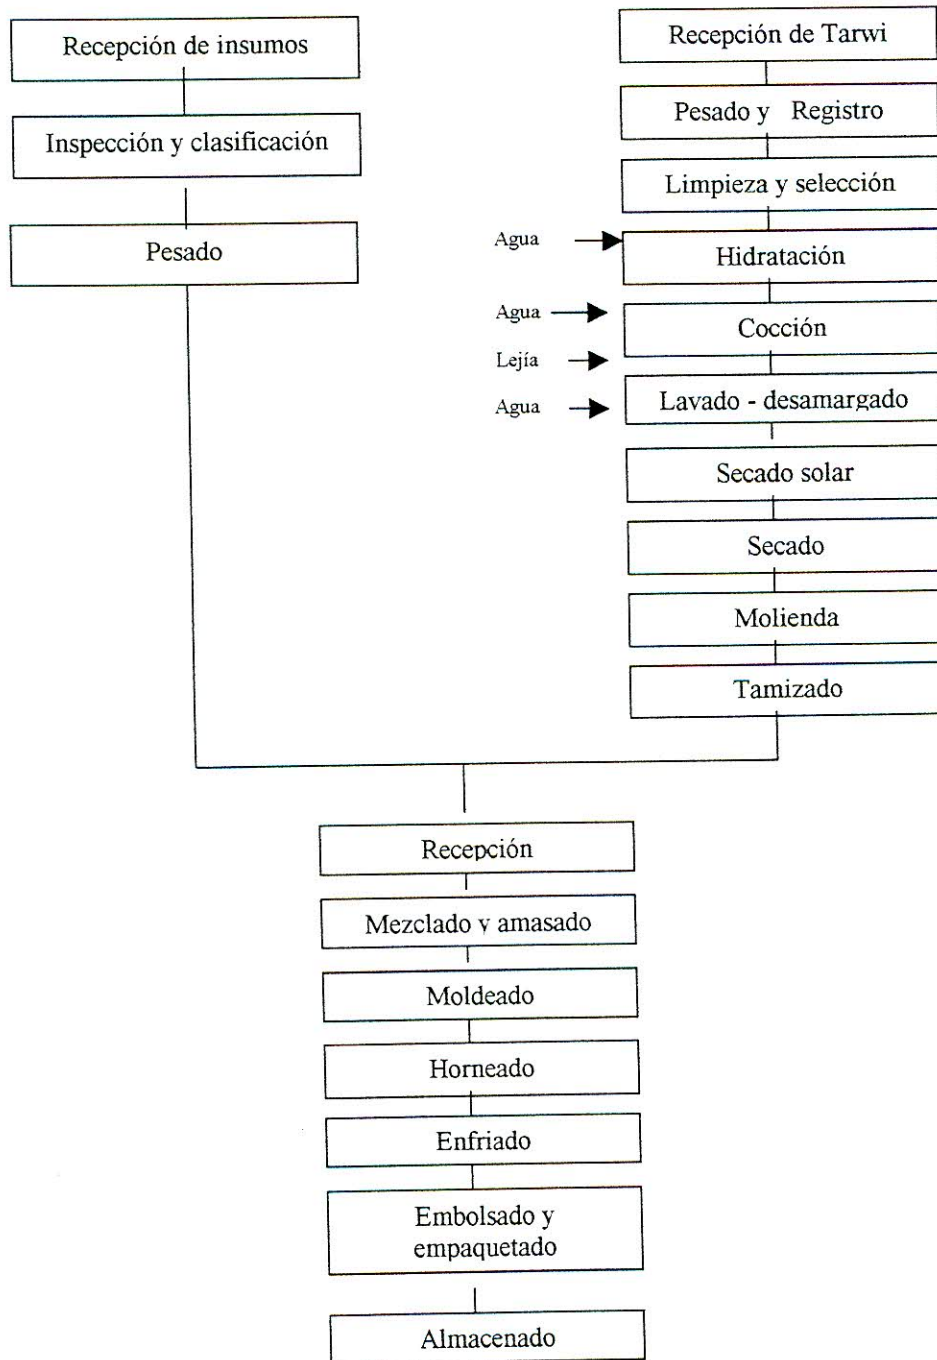 Recepción de insumos
Inspección y clasificación
Pesado
Recepción de Tarwi
Pesado y Registro
Limpieza y selección
Agua
Hidratación
Agua
Cocción
Lejía
Agua
Lavado - desamargado
Secado solar
Secado
Molienda
Tamizado
Recepción
Mezclado y amasado
Moldeado
Horneado
Enfriado
Embolsado y
empaquetado
Almacenado